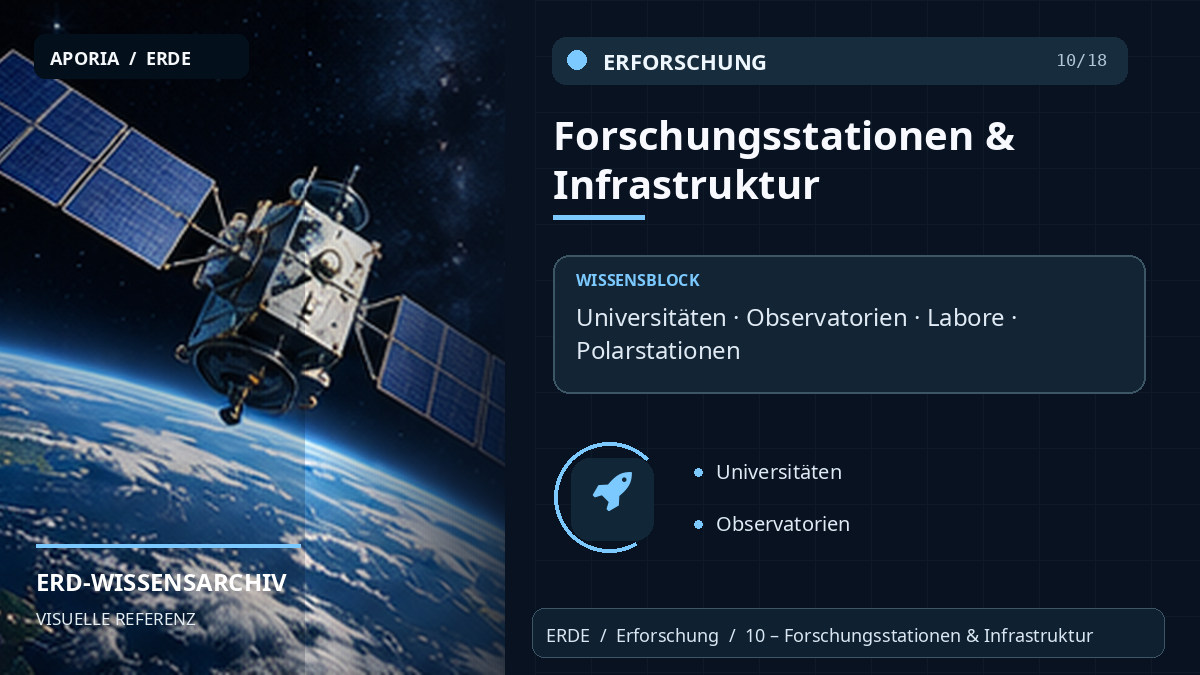 APORIA / ERDE
ERFORSCHUNG
10/18
Forschungsstationen &
Infrastruktur
WISSENSBLOCK
Universitäten · Observatorien · Labore ·
Polarstationen
Universitäten
Observatorien
ERD-WISSENSARCHIV
VISUELLE REFERENZ
ERDE / Erforschung / 10 – Forschungsstationen & Infrastruktur